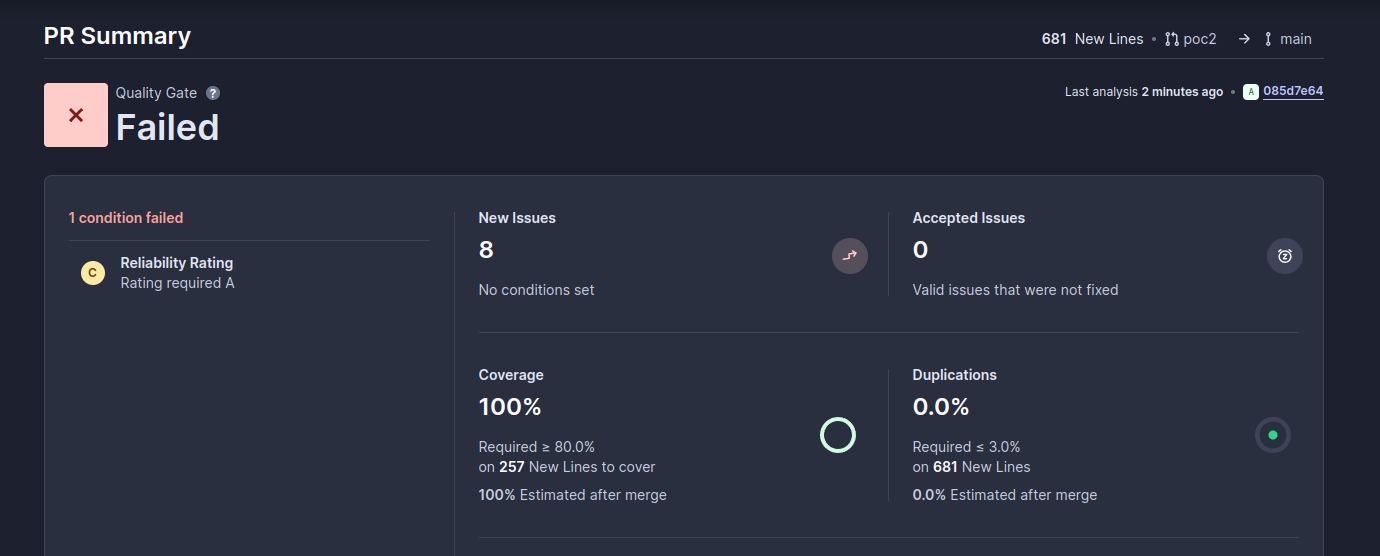 PR Summary
681 New Lines • poc2 → main
Quality Gate ?
Failed
Last analysis 2 minutes ago • A 085d7e64
1 condition failed
C Reliability Rating
Rating required A
New Issues
8
No conditions set
Accepted Issues
0
Valid issues that were not fixed
Coverage
100%
Required ≥ 80.0%
on 257 New Lines to cover
100% Estimated after merge
Duplications
0.0%
Required ≤ 3.0%
on 681 New Lines
0.0% Estimated after merge